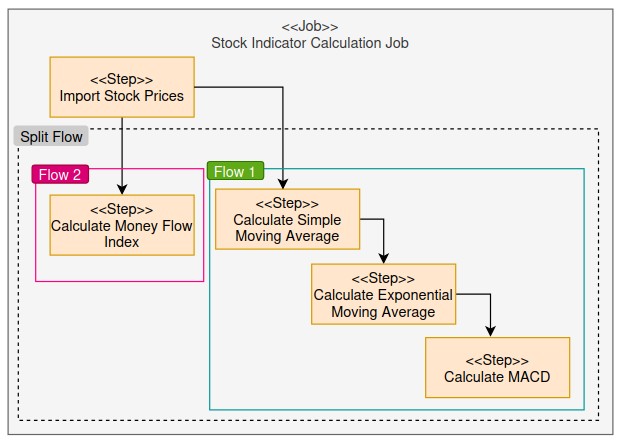 <<Job>>
Stock Indicator Calculation Job
<<Step>>
Import Stock Prices
Split Flow
Flow 2
<<Step>>
Calculate Money Flow
Index
Flow 1
<<Step>>
Calculate Simple
Moving Average
<<Step>>
Calculate Exponential
Moving Average
<<Step>>
Calculate MACD